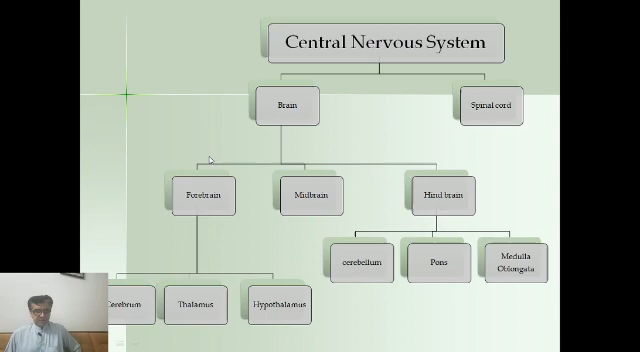 Central Nervous System
Brain
Spinal cord
Forebrain
Midbrain
Hind brain
cerebellum
Pons
Medulla
Oblongata
Thalamus
Hypothalamus